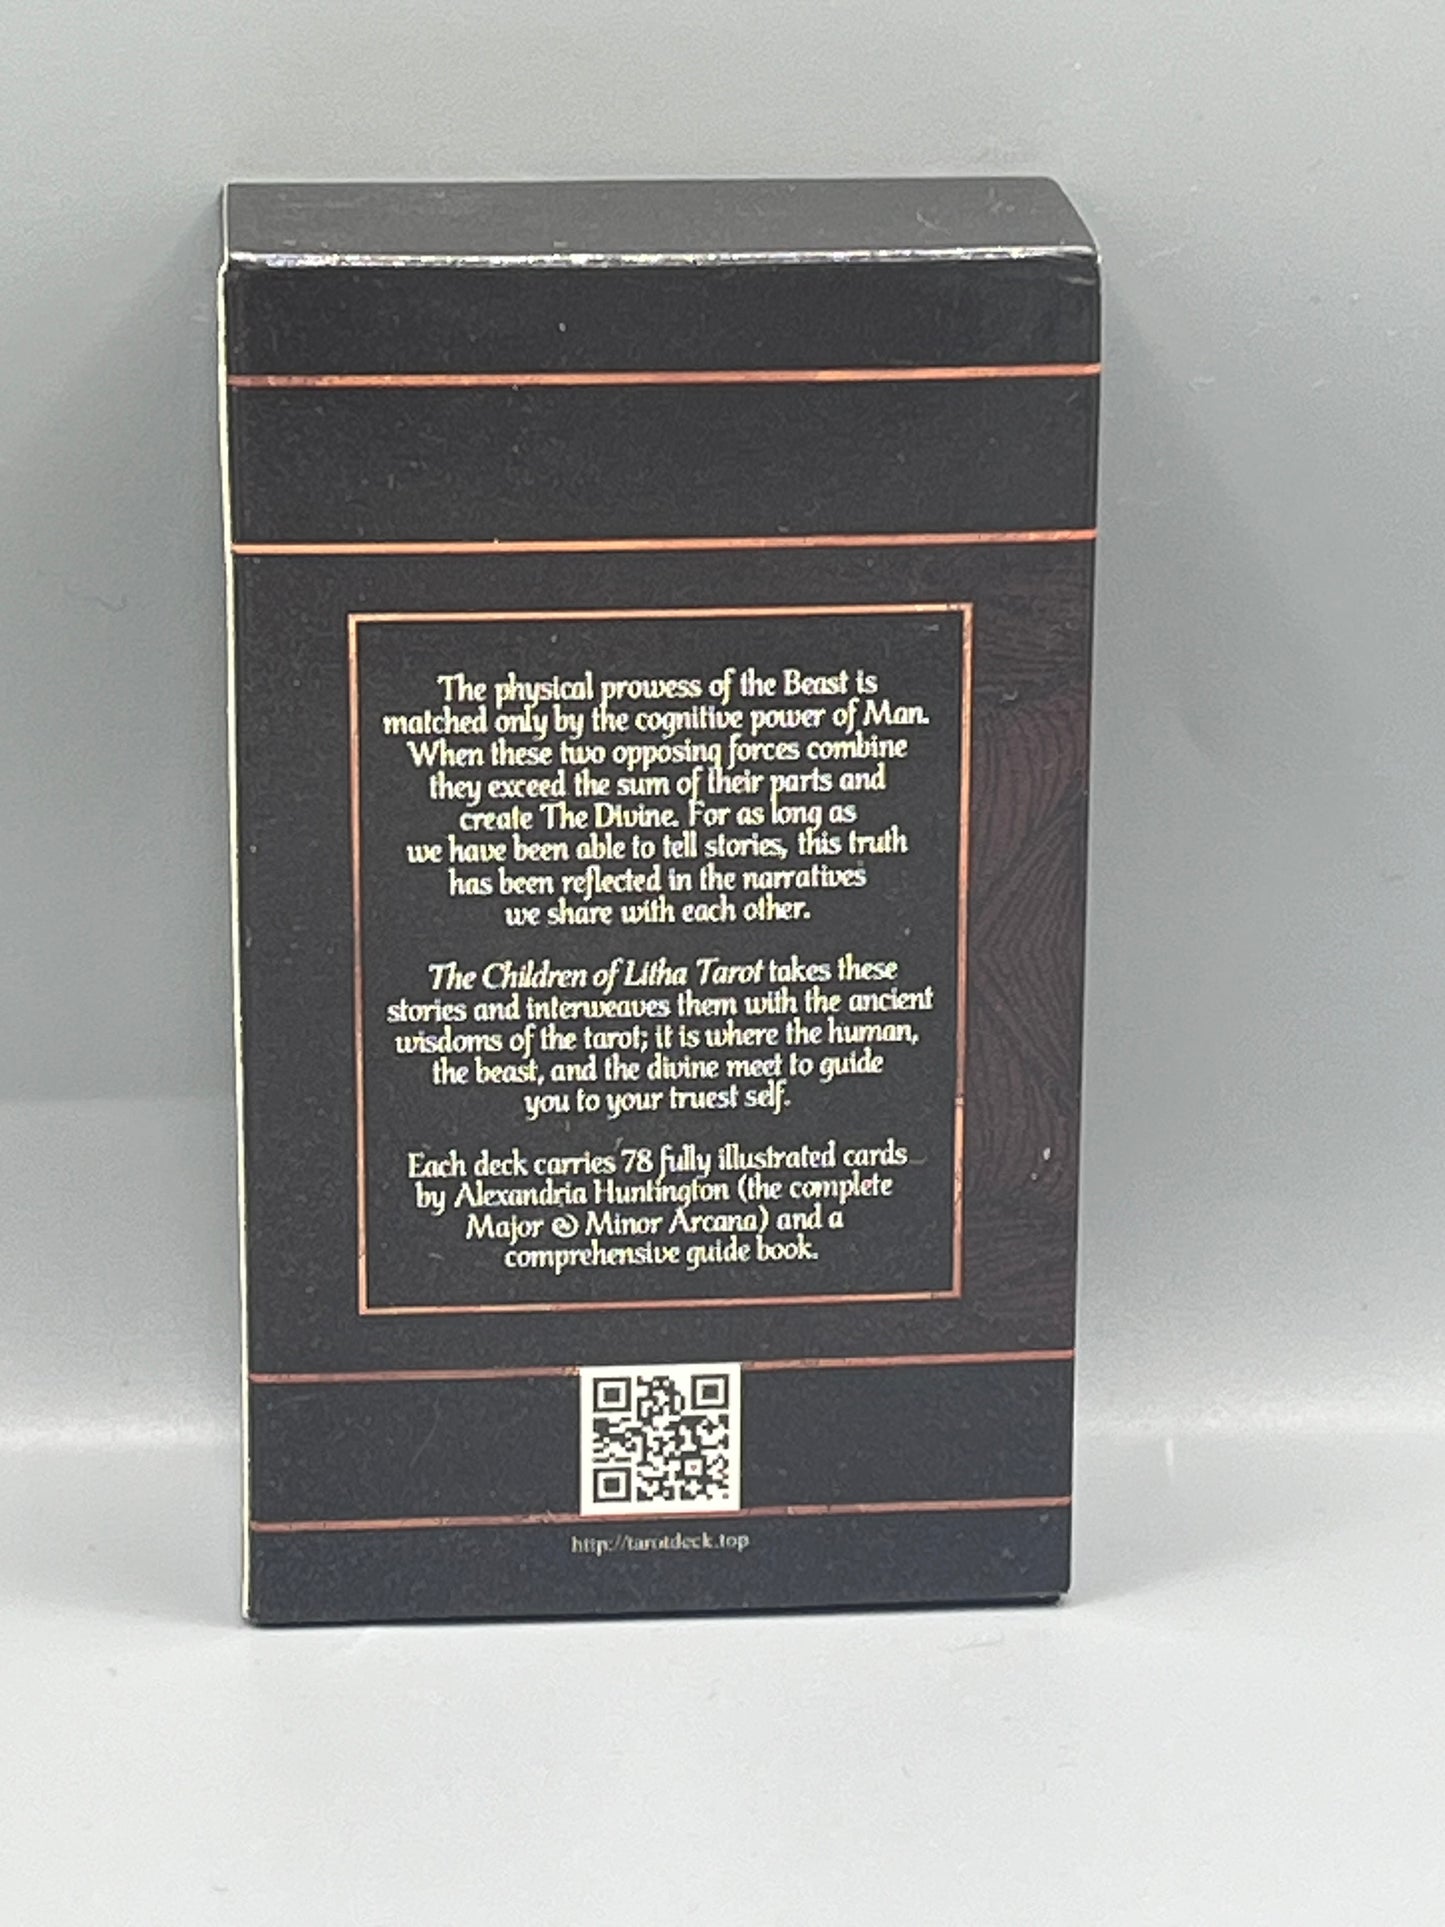 The physical prowess of the Beast is
matched only by the cognitive power of Man.
When these two opposing forces combine
they exceed the sum of their parts and
create The Divine. For as long as
we have been able to tell stories, this truth
has been reflected in the narratives
we share with each other.
The Children of Litha Tarot takes these
stories and interweaves them with the ancient
wisdoms of the tarot; it is where the human,
the beast, and the divine meet to guide
you to your truest self.
Each deck carries 78 fully illustrated cards
by Alexandria Huntington (the complete
Major & Minor Arcana) and a
comprehensive guide book.
http://tarotdeck.top